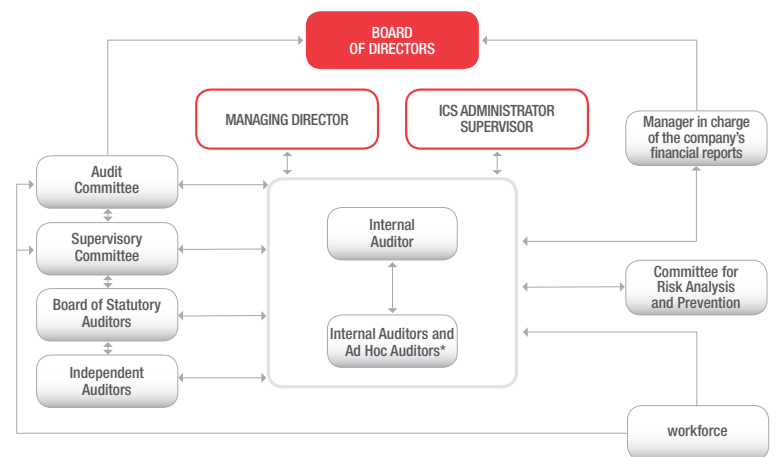 BOARD
OF DIRECTORS
MANAGING DIRECTOR
ICS ADMINISTRATOR
SUPERVISOR
Manager in charge
of the company's
financial reports
Audit
Committee
Supervisory
Committee
Board of Statutory
Auditors
Independent
Auditors
Internal
Auditor
Internal Auditors and
Ad Hoc Auditors*
Committee for
Risk Analysis
and Prevention
workforce